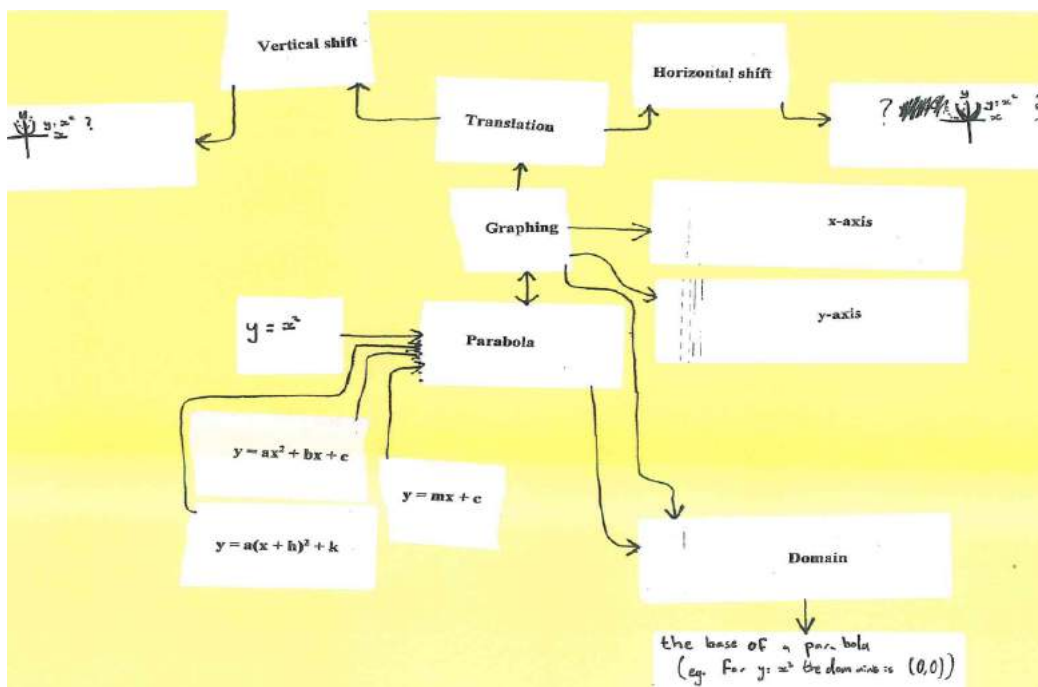 Vertical shift
Horizontal shift
Translation
y
y = x²
x
?
?
y
y = x²
x
Graphing
x-axis
y-axis
y = x²
Parabola
y = ax² + bx + c
y = mx + c
y = a(x + h)² + k
Domain
the base of a parabola
(eg. for y = x² the domain is (0,0))